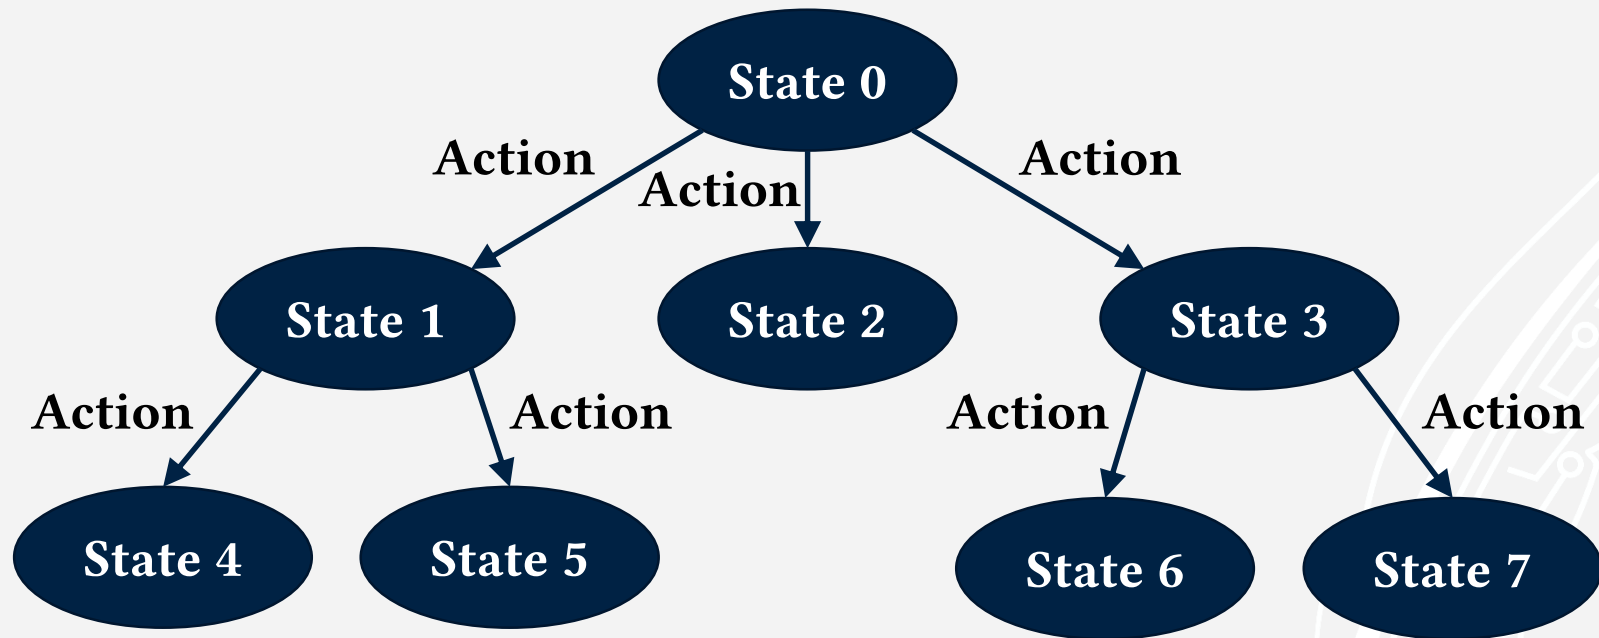 State 0
Action
Action
Action
State 1
State 2
State 3
Action
Action
Action
Action
State 4
State 5
State 6
State 7